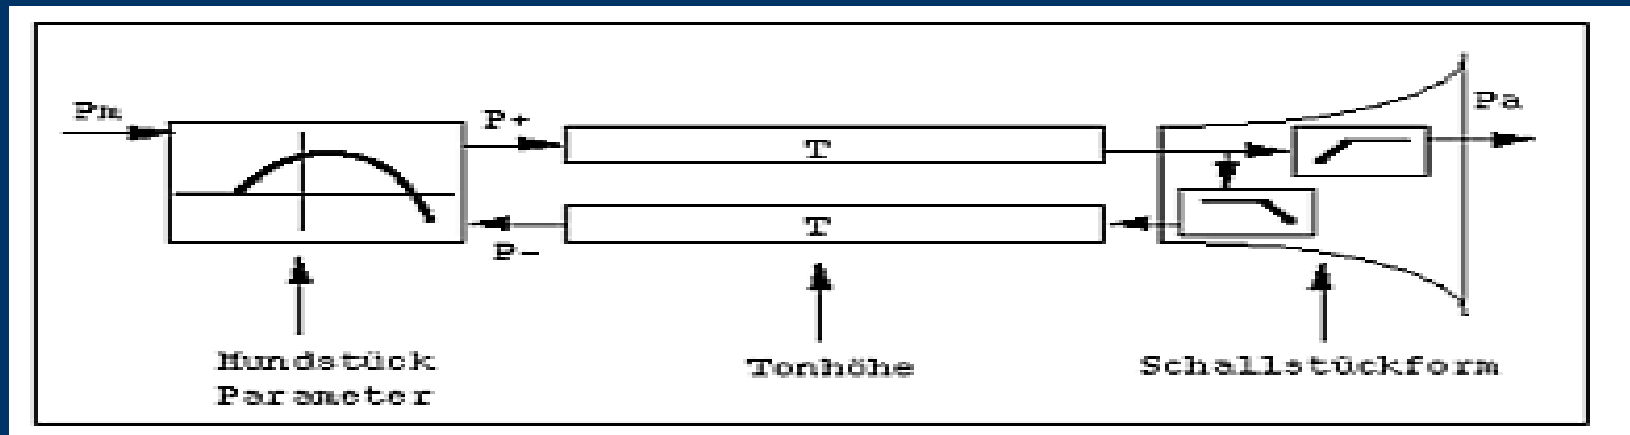 Pm
P+
T
Pa
P-
T
Mundstück
Parameter
Tonhöhe
Schallstückform